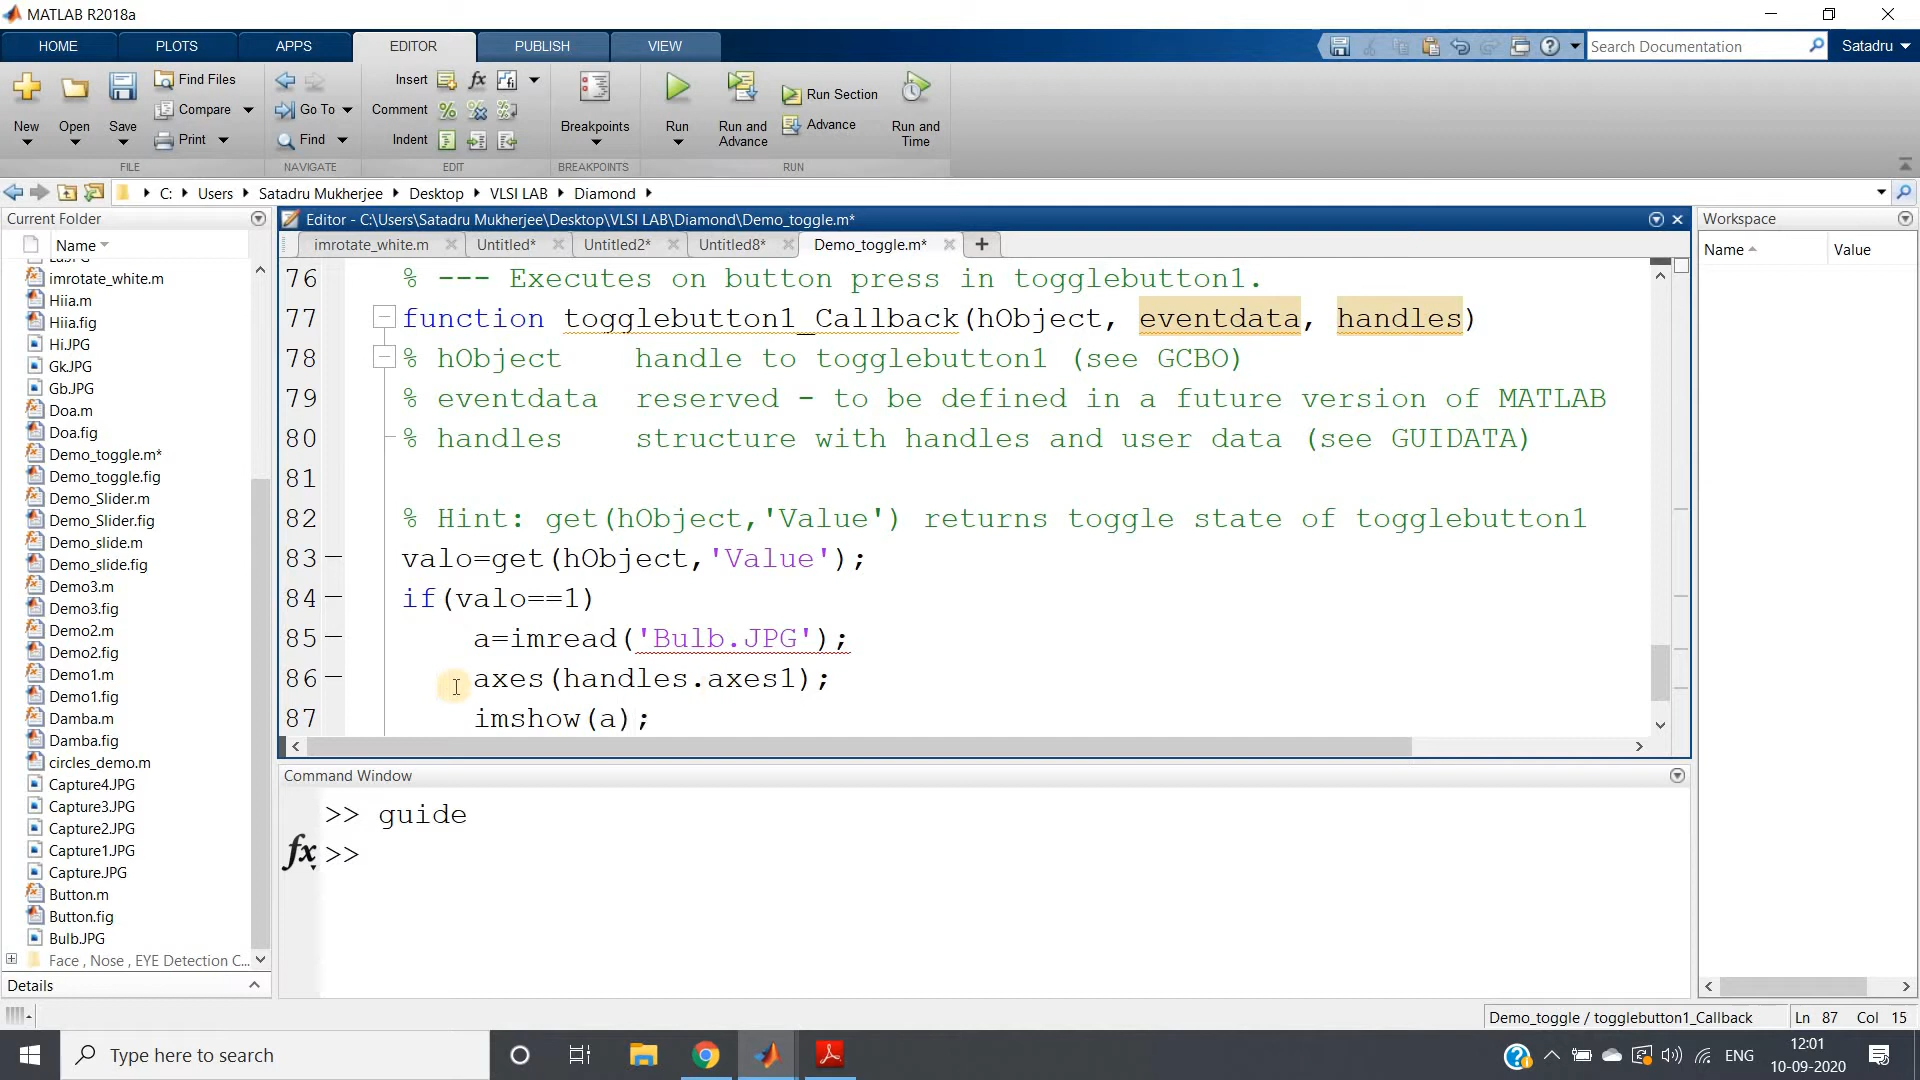 MATLAB R2018a
HOME PLOTS APPS EDITOR PUBLISH VIEW
Search Documentation
Satadru
New
Open
Save
Find Files
Compare
Print
Go To
Find
Insert
Comment
Indent
Breakpoints
Run
Run and Advance
Run Section
Advance
Run and Time
FILE NAVIGATE EDIT BREAKPOINTS RUN
C: Users Satadru Mukherjee Desktop VLSI LAB Diamond
Current Folder
Name
imrotate_white.m
Hiia.m
Hiia.fig
Hi.JPG
Gk.JPG
Gb.JPG
Doa.m
Doa.fig
Demo_toggle.m*
Demo_toggle.fig
Demo_Slider.m
Demo_Slider.fig
Demo_slide.m
Demo_slide.fig
Demo3.m
Demo3.fig
Demo2.m
Demo2.fig
Demo1.m
Demo1.fig
Damba.m
Damba.fig
circles_demo.m
Capture4.JPG
Capture3.JPG
Capture2.JPG
Capture1.JPG
Capture.JPG
Button.m
Button.fig
Bulb.JPG
Face , Nose , EYE Detection C...
Details
Editor - C:\Users\Satadru Mukherjee\Desktop\VLSI LAB\Diamond\Demo_toggle.m*
imrotate_white.m Untitled* Untitled2* Untitled8* Demo_toggle.m*
76 % --- Executes on button press in togglebutton1.
77 function togglebutton1_Callback(hObject, eventdata, handles)
78 % hObject    handle to togglebutton1 (see GCBO)
79 % eventdata  reserved - to be defined in a future version of MATLAB
80 % handles    structure with handles and user data (see GUIDATA)
81
82 % Hint: get(hObject,'Value') returns toggle state of togglebutton1
83 valo=get(hObject,'Value');
84 if(valo==1)
85 a=imread('Bulb.JPG');
86 axes(handles.axes1);
87 imshow(a);
Command Window
>> guide
fx >>
Workspace
Name Value
Demo_toggle / togglebutton1_Callback Ln 87 Col 15
Type here to search
ENG
12:01
10-09-2020